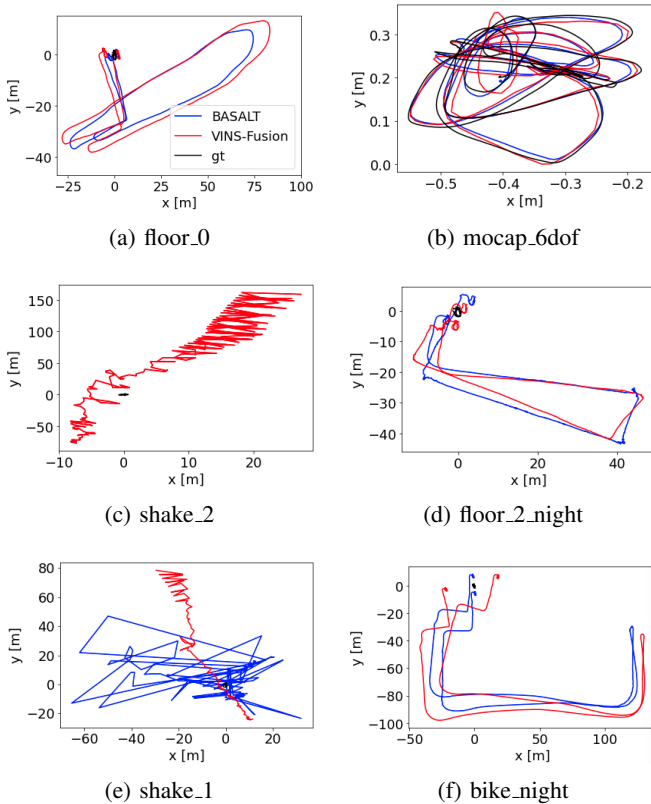 0
−20
−40
y [m]
−25 0 25 50 75 100
x [m]
BASALT
VINS-Fusion
gt
(a) floor_0
0.3
0.2
0.1
0.0
y [m]
−0.5 −0.4 −0.3 −0.2
x [m]
(b) mocap_6dof
150
100
50
0
−50
y [m]
−10 0 10 20
x [m]
(c) shake_2
0
−10
−20
−30
−40
y [m]
0 20 40
x [m]
(d) floor_2_night
80
60
40
20
0
−20
y [m]
−60 −40 −20 0 20
x [m]
(e) shake_1
0
−20
−40
−60
−80
−100
y [m]
−50 0 50 100
x [m]
(f) bike_night